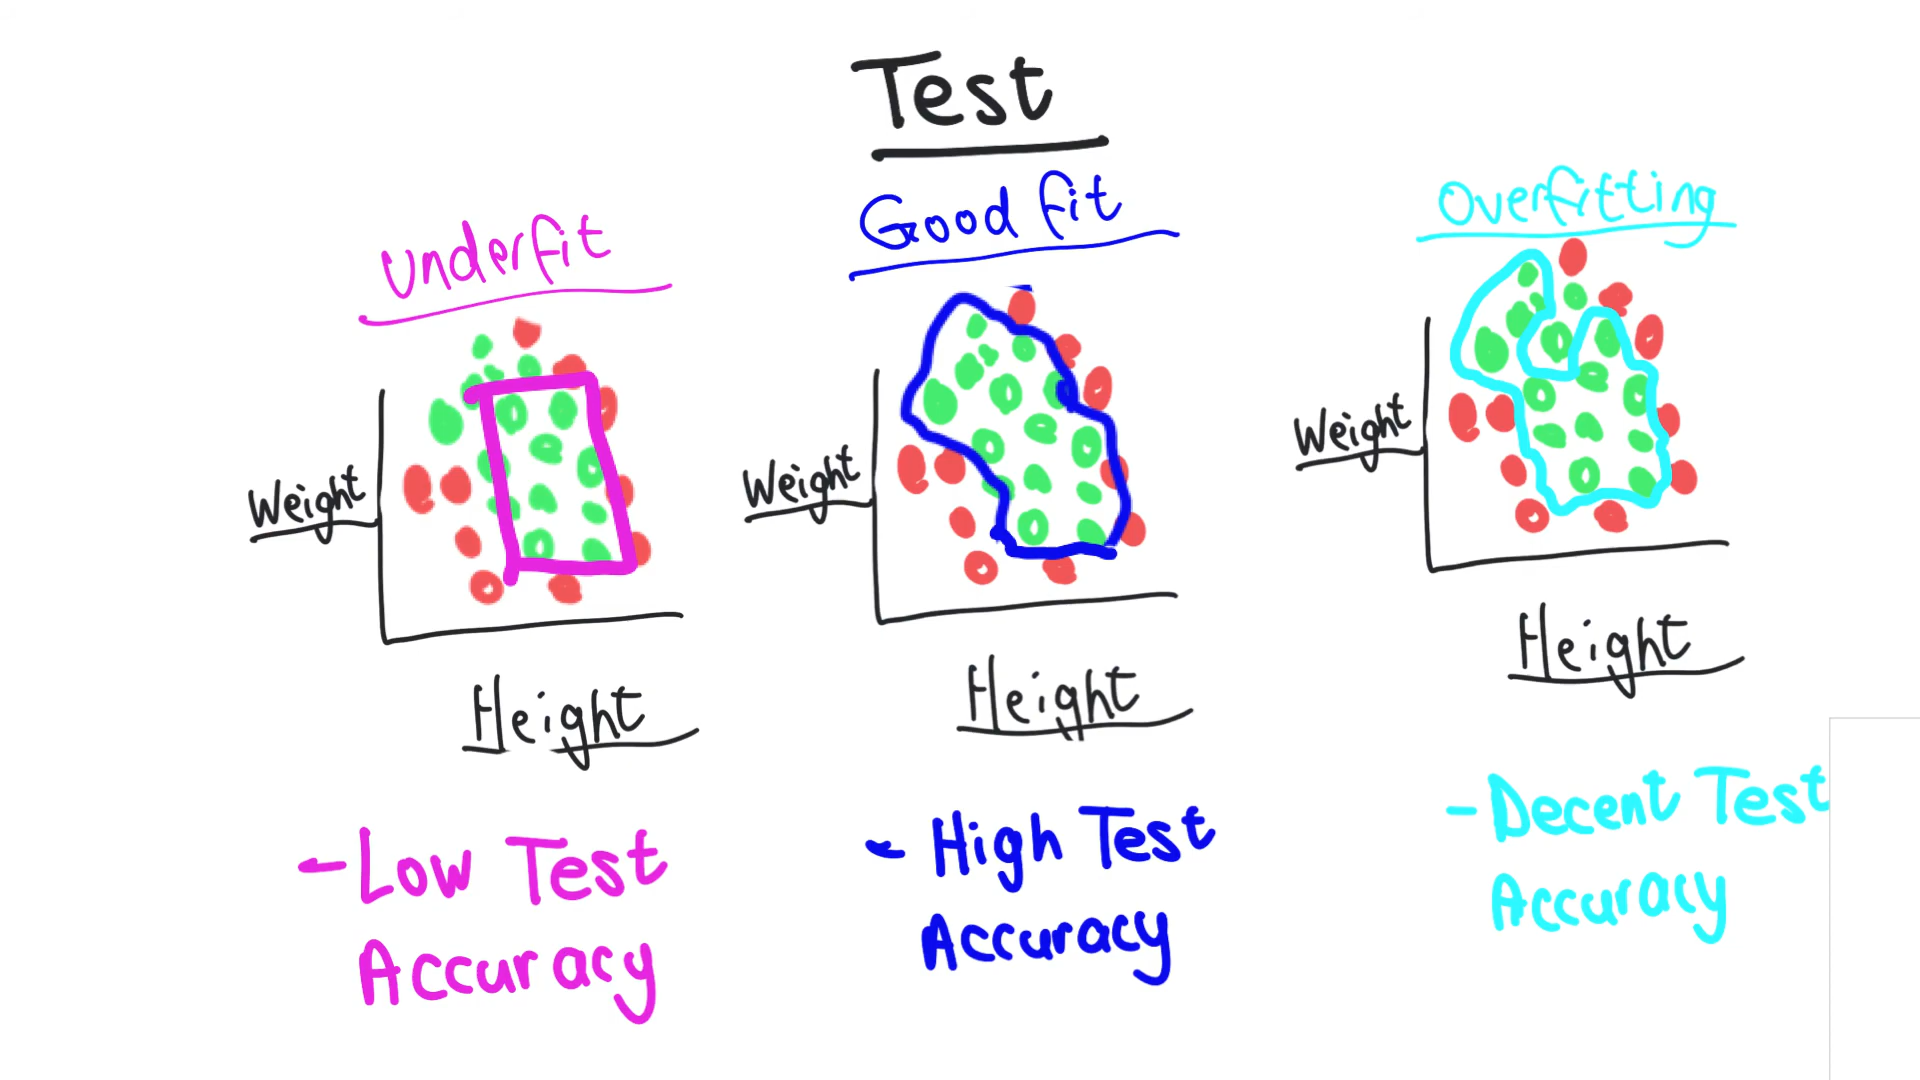 Test
Underfit
Good fit
Overfitting
Weight
Weight
Weight
Height
Height
Height
-Low Test
Accuracy
- High Test
Accuracy
- Decent Test
Accuracy